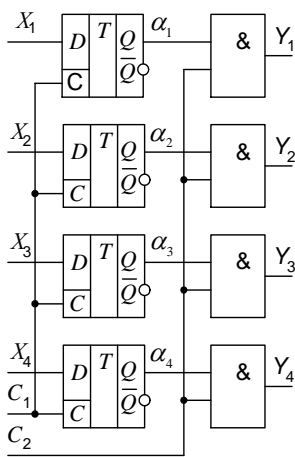 X₁ D T Q α₁ & Y₁
C Q̅
X₂ D T Q α₂ & Y₂
C Q̅
X₃ D T Q α₃ & Y₃
C Q̅
X₄ D T Q α₄ & Y₄
C₁ C Q̅
C₂